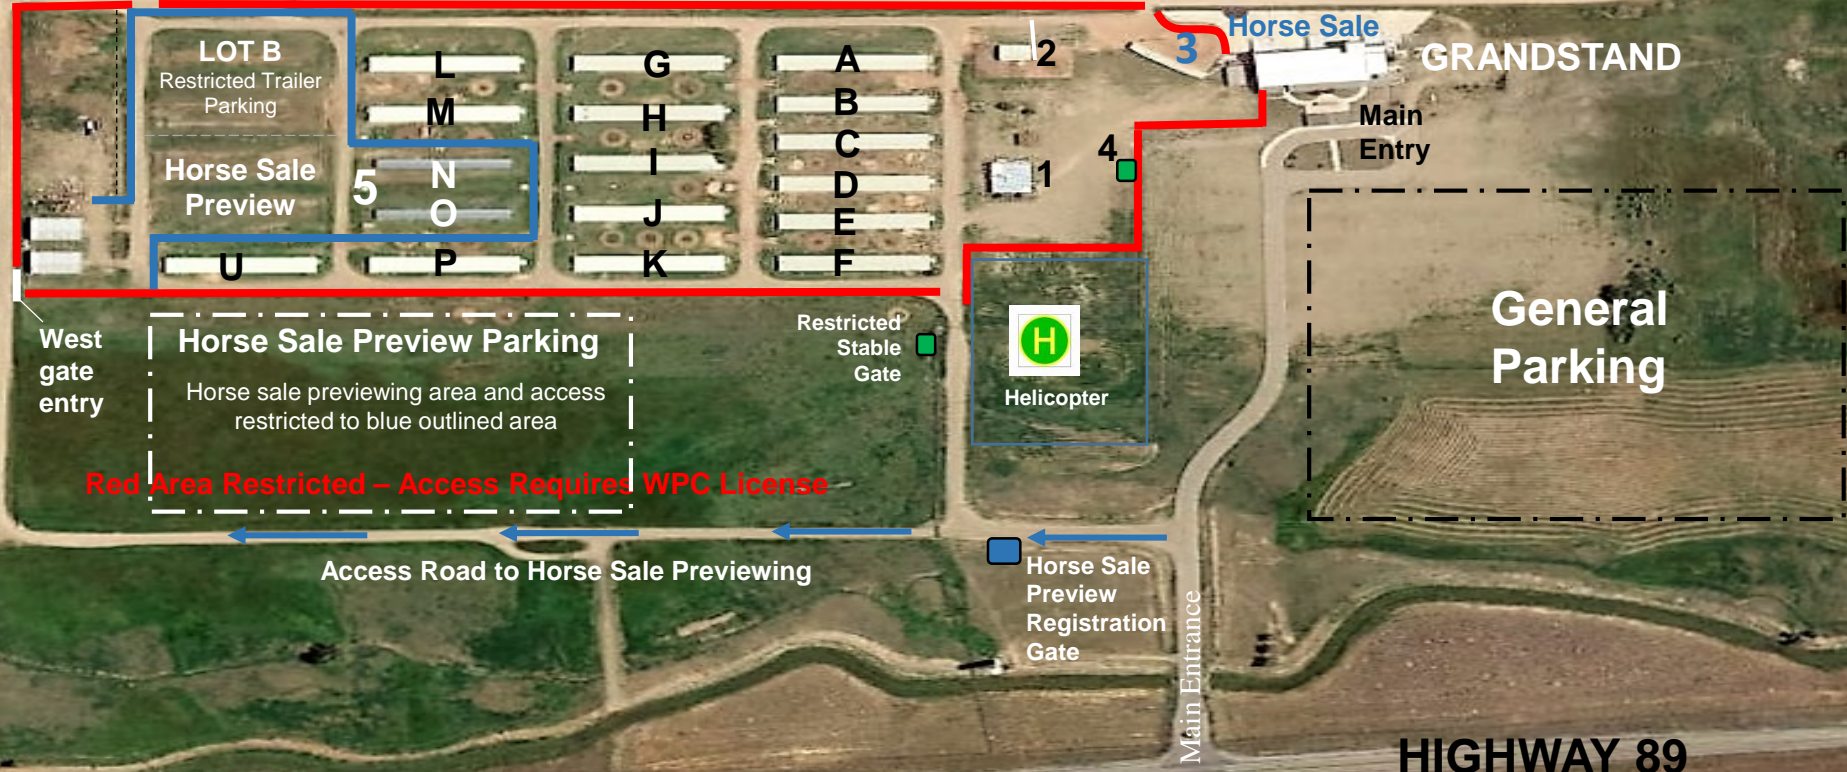 LOT B
Restricted Trailer
Parking
Horse Sale
Preview
5
L
M
N
O
P
U
G
H
I
J
K
A
B
C
D
E
F
2
1
4
3
Horse Sale
GRANDSTAND
Main
Entry
West
gate
entry
Horse Sale Preview Parking
Horse sale previewing area and access
restricted to blue outlined area
Red Area Restricted – Access Requires WPC License
Restricted
Stable
Gate
H
Helicopter
General
Parking
Access Road to Horse Sale Previewing
Horse Sale
Preview
Registration
Gate
Main Entrance
HIGHWAY 89